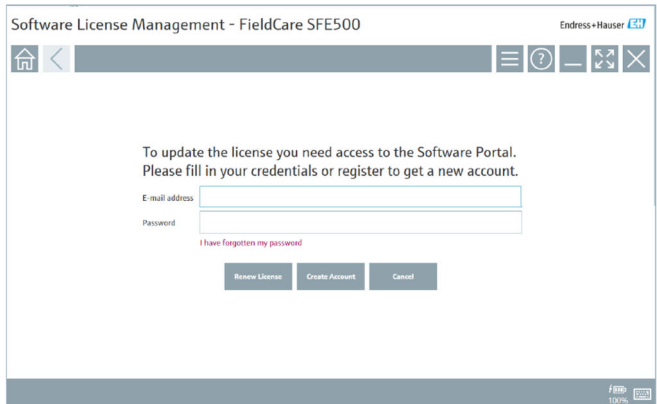 Software License Management - FieldCare SFE500
Endress+Hauser EH
?
To update the license you need access to the Software Portal.
Please fill in your credentials or register to get a new account.
E-mail address
Password
I have forgotten my password
Renew License Create Account Cancel
100%